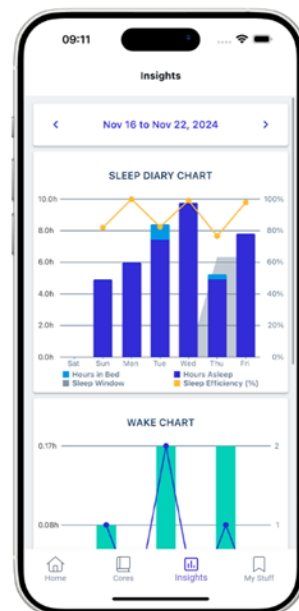 09:11
Insights
Nov 16 to Nov 22, 2024
SLEEP DIARY CHART
10.0h 100%
8.0h 80%
6.0h 60%
4.0h 40%
2.0h 20%
0.0h 0%
Sat Sun Mon Tue Wed Thu Fri
Hours in Bed Hours Asleep
Sleep Window Sleep Efficiency (%)
WAKE CHART
0.17h 2
0.08h 1
Home Cores Insights My Stuff